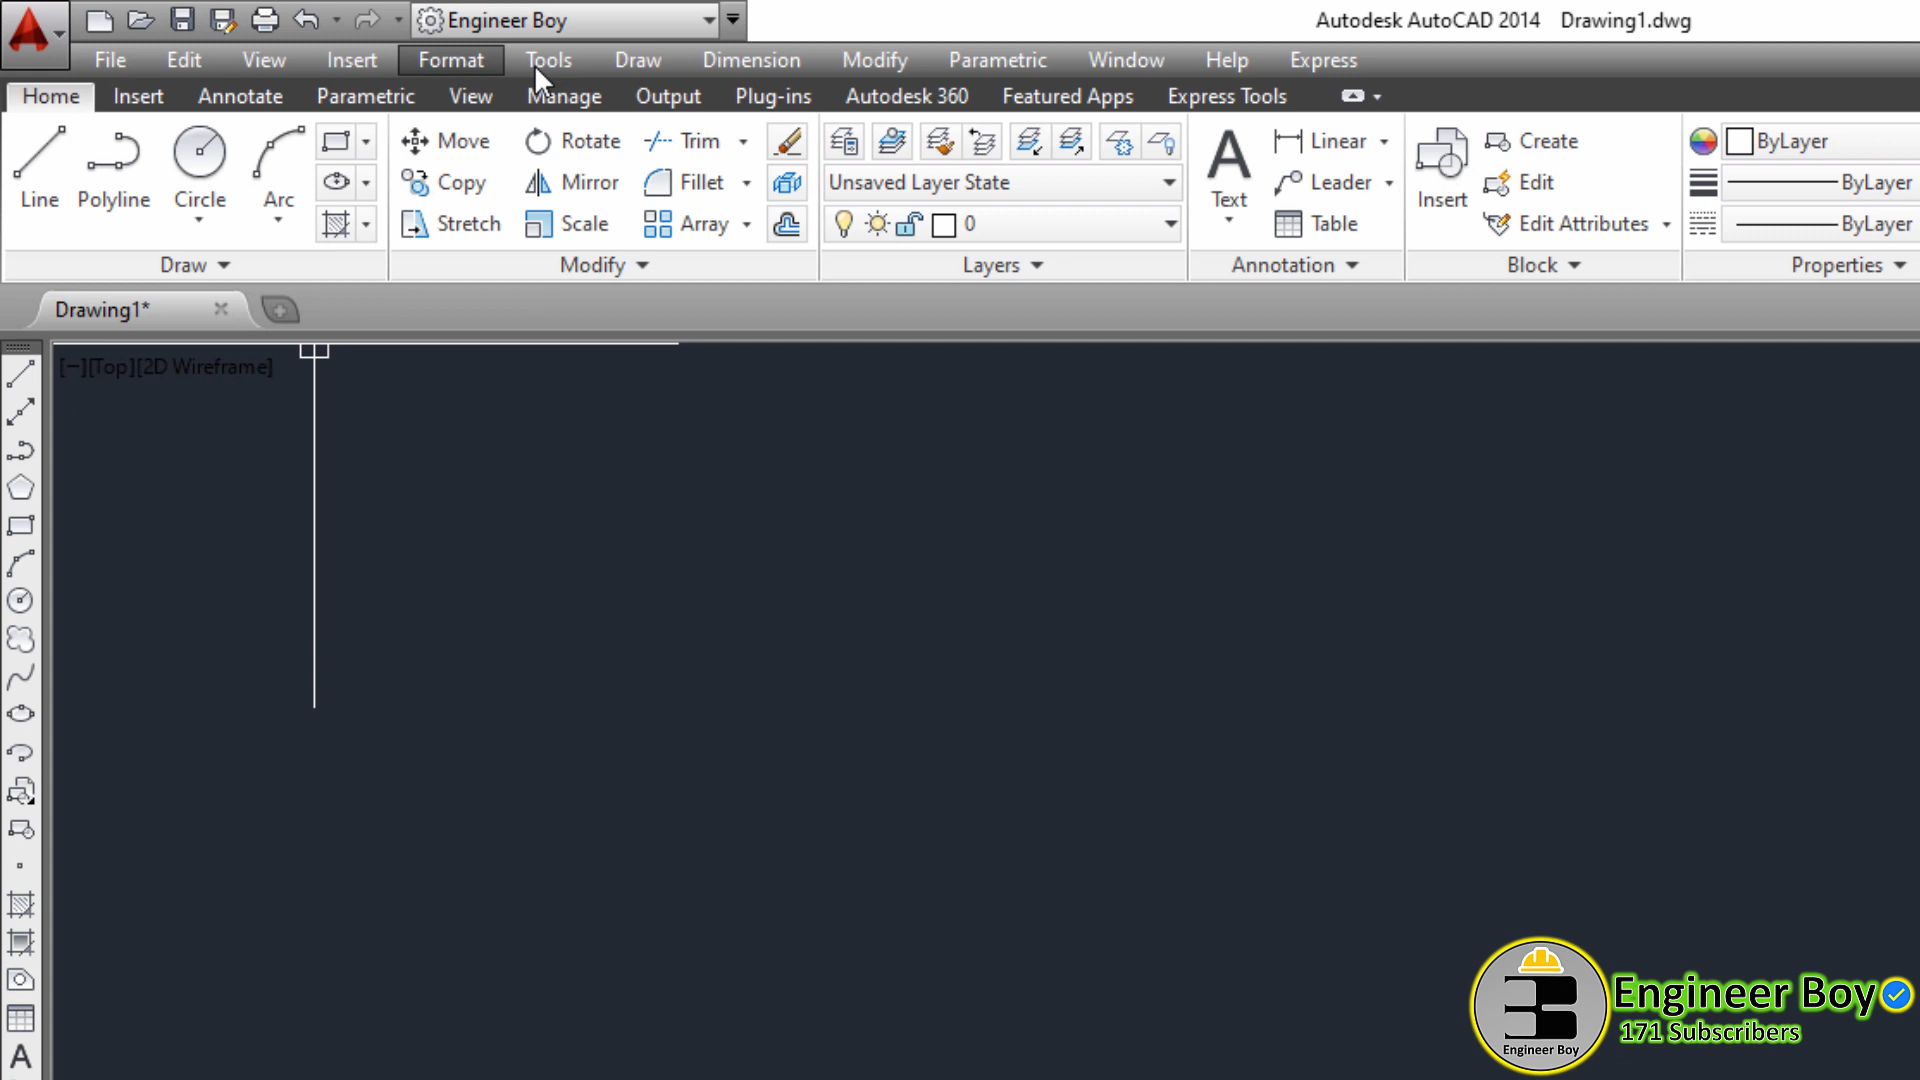 Engineer Boy
Autodesk AutoCAD 2014 Drawing1.dwg
File Edit View Insert Format Tools Draw Dimension Modify Parametric Window Help Express
Home Insert Annotate Parametric View Manage Output Plug-ins Autodesk 360 Featured Apps Express Tools
Move Rotate Trim Linear Create ByLayer
Line Polyline Circle Arc Copy Mirror Fillet Unsaved Layer State Text Leader Insert Edit ByLayer
Stretch Scale Array 0 Table Edit Attributes ByLayer
Draw Modify Layers Annotation Block Properties
Drawing1*
[−][Top][2D Wireframe]
A
Engineer Boy
Engineer Boy
171 Subscribers